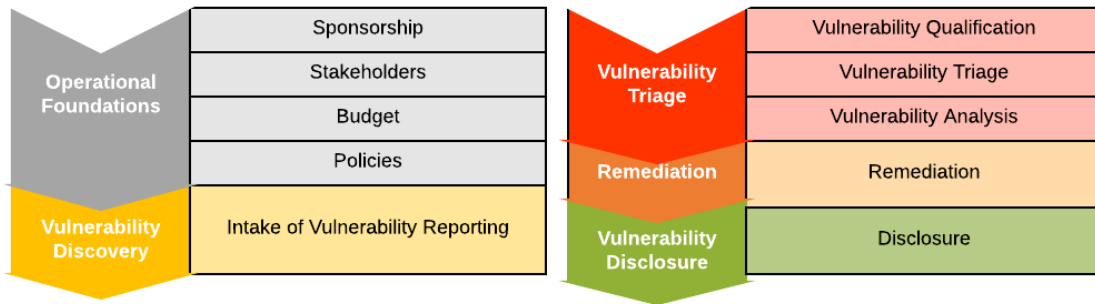 Operational
Foundations
Sponsorship
Stakeholders
Budget
Policies
Vulnerability
Discovery
Intake of Vulnerability Reporting
Vulnerability
Triage
Vulnerability Qualification
Vulnerability Triage
Vulnerability Analysis
Remediation
Remediation
Vulnerability
Disclosure
Disclosure